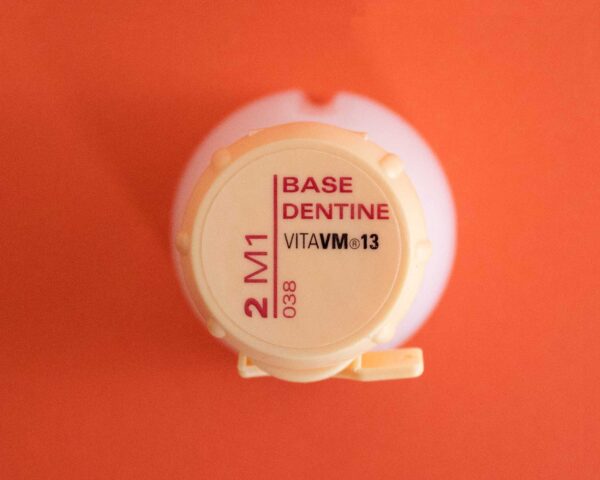 BASE
DENTINE
VITAVM®13
2 M1
038